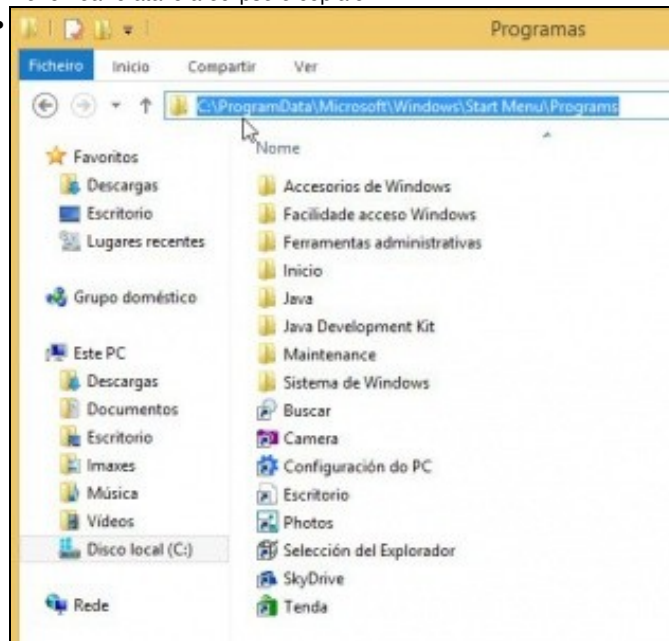 Programas
Ficheiro Inicio Compartir Ver
C:\ProgramData\Microsoft\Windows\Start Menu\Programs
Favoritos
Descargas
Escritorio
Lugares recentes
Grupo doméstico
Este PC
Descargas
Documentos
Escritorio
Imaxes
Música
Vídeos
Disco local (C:)
Rede
Nome
Accesorios de Windows
Facilidade acceso Windows
Ferramentas administrativas
Inicio
Java
Java Development Kit
Maintenance
Sistema de Windows
Buscar
Camera
Configuración do PC
Escritorio
Photos
Selección del Explorador
SkyDrive
Tenda